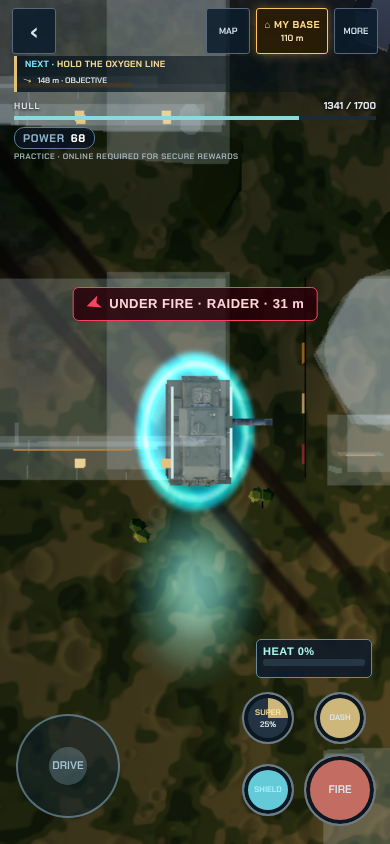 ‹
MAP
⌂ MY BASE
110 m
MORE
NEXT · HOLD THE OXYGEN LINE
→ 148 m · OBJECTIVE
HULL
1341 / 1700
POWER 68
PRACTICE · ONLINE REQUIRED FOR SECURE REWARDS
UNDER FIRE · RAIDER · 31 m
HEAT 0%
SUPER
25%
DASH
DRIVE
SHIELD
FIRE